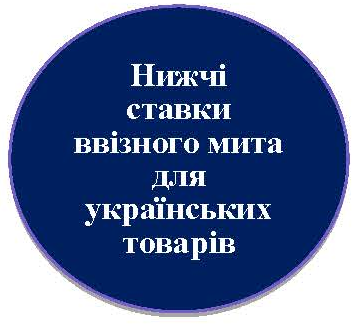 Нижчі
ставки
ввізного мита
для
українських
товарів